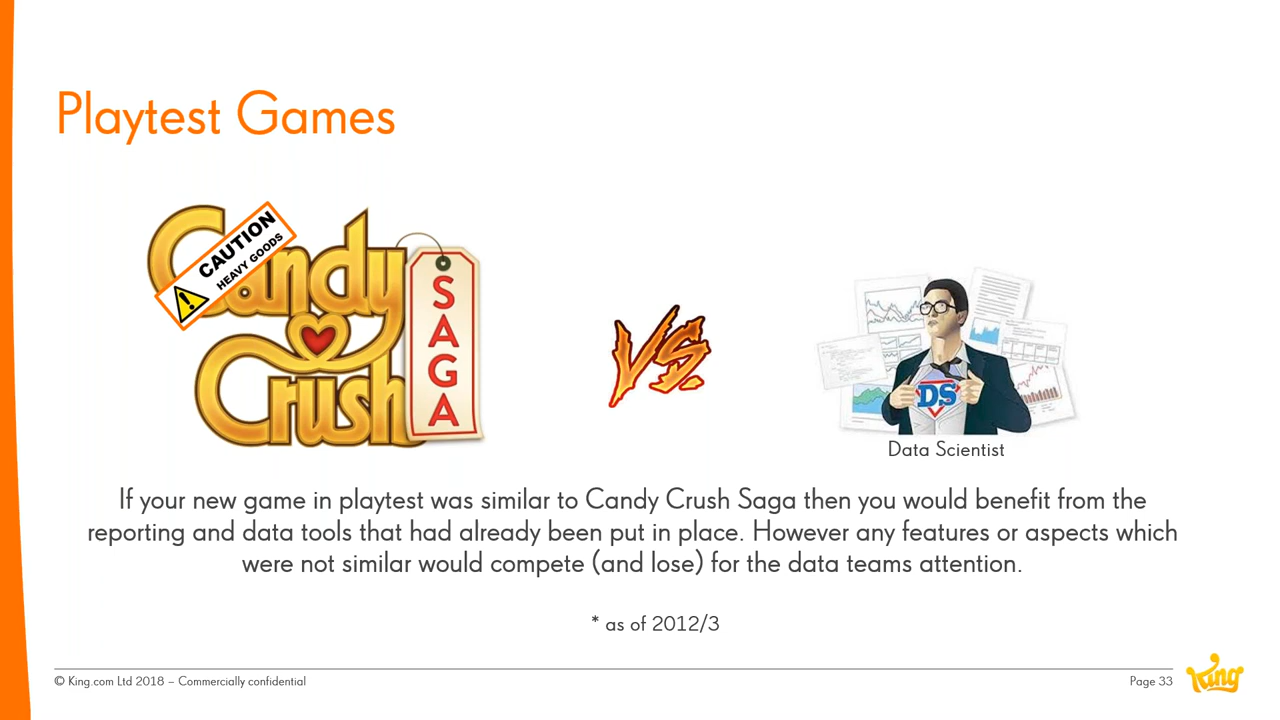 Playtest Games
CAUTION
HEAVY GOODS
Candy
Crush
SAGA
VS.
DS
Data Scientist
If your new game in playtest was similar to Candy Crush Saga then you would benefit from the
reporting and data tools that had already been put in place. However any features or aspects which
were not similar would compete (and lose) for the data teams attention.
* as of 2012/3
© King.com Ltd 2018 – Commercially confidential
Page 33
King